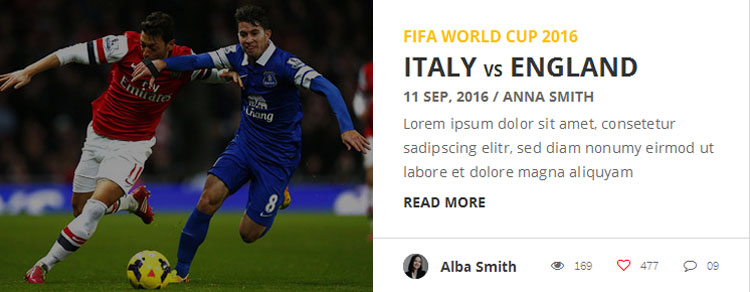 Fly
Emirates
Chang
11
8
FIFA WORLD CUP 2016
ITALY VS ENGLAND
11 SEP, 2016 / ANNA SMITH
Lorem ipsum dolor sit amet, consetetur
sadipscing elitr, sed diam nonumy eirmod ut
labore et dolore magna aliquyam
READ MORE
Alba Smith 169 477 09